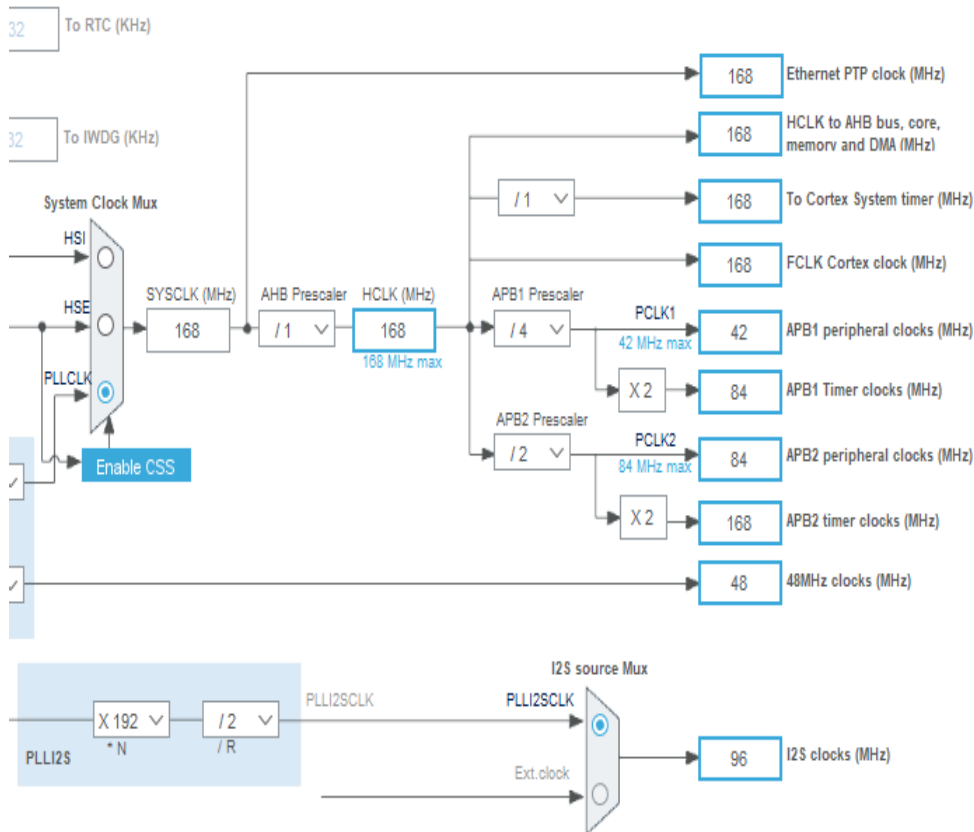 32
To RTC (KHz)
32
To IWDG (KHz)
System Clock Mux
HSI
HSE
PLLCLK
Enable CSS
SYSCLK (MHz)
168
AHB Prescaler
/ 1
HCLK (MHz)
168
168 MHz max
168
Ethernet PTP clock (MHz)
168
HCLK to AHB bus, core,
memory and DMA (MHz)
/ 1
168
To Cortex System timer (MHz)
168
FCLK Cortex clock (MHz)
APB1 Prescaler
/ 4
PCLK1
42 MHz max
42
APB1 peripheral clocks (MHz)
X 2
84
APB1 Timer clocks (MHz)
APB2 Prescaler
/ 2
PCLK2
84 MHz max
84
APB2 peripheral clocks (MHz)
X 2
168
APB2 timer clocks (MHz)
48
48MHz clocks (MHz)
PLLI2S
X 192
* N
/ 2
/ R
PLLI2SCLK
I2S source Mux
PLLI2SCLK
Ext.clock
96
I2S clocks (MHz)